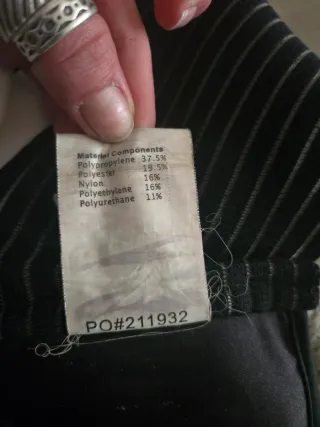 Material Components
Polypropylene 37.5%
Polyester 19.5%
Nylon 16%
Polyethylene 16%
Polyurethane 11%
PO#211932